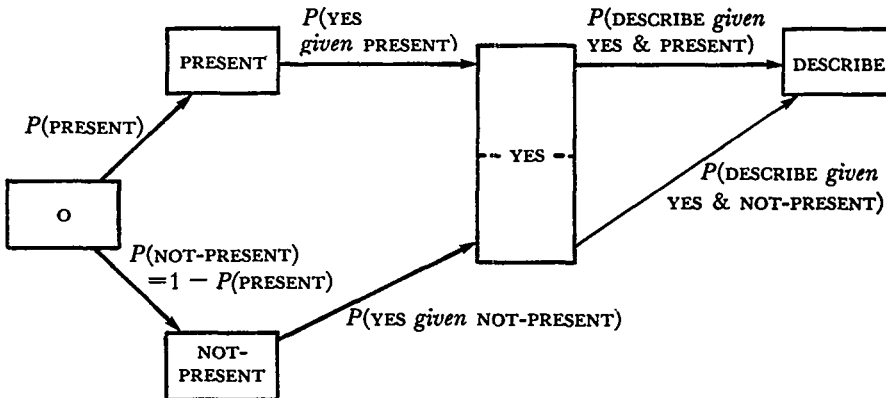 P(YES
given PRESENT)
P(DESCRIBE given
YES & PRESENT)
PRESENT
DESCRIBE
P(PRESENT)
YES
P(DESCRIBE given
YES & NOT-PRESENT)
O
P(NOT-PRESENT)
=1 − P(PRESENT)
P(YES given NOT-PRESENT)
NOT-
PRESENT